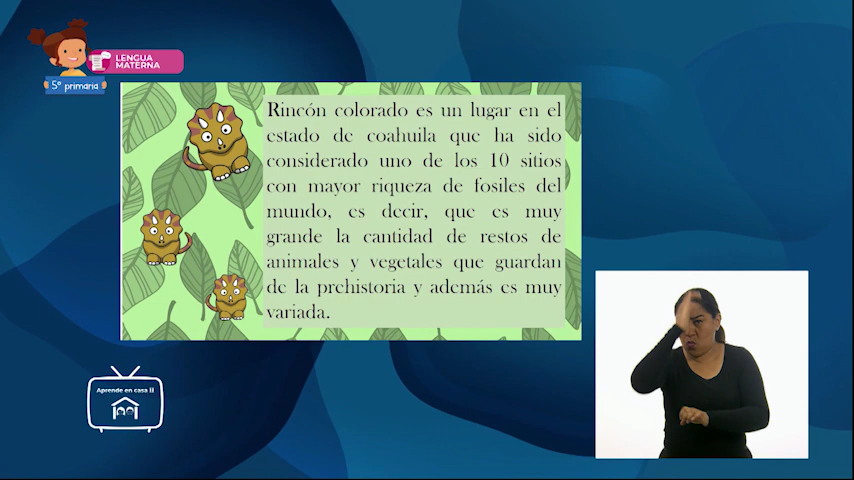 LENGUA
MATERNA
5° primaria
Rincón colorado es un lugar en el
estado de coahuila que ha sido
considerado uno de los 10 sitios
con mayor riqueza de fosiles del
mundo, es decir, que es muy
grande la cantidad de restos de
animales y vegetales que guardan
de la prehistoria y además es muy
variada.
Aprende en casa II